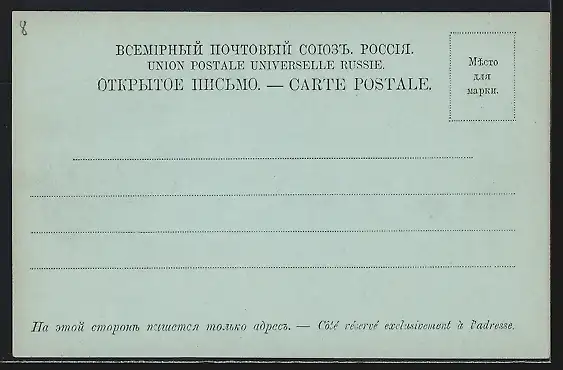 8
ВСЕМІРНЫЙ ПОЧТОВЫЙ СОЮЗЪ. РОССІЯ.
UNION POSTALE UNIVERSELLE RUSSIE.
ОТКРЫТОЕ ПИСЬМО. — CARTE POSTALE.
Мѣсто
для
марки.
На этой сторонѣ пишется только адресъ. — Côté réservé exclusivement à l'adresse.